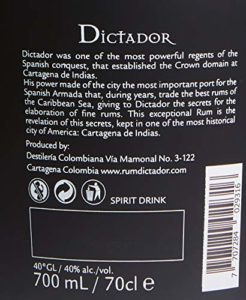 DICTADOR
Dictador was one of the most powerful regents of the
Spanish conquest, that established the Crown domain at
Cartagena de Indias.
His power made of the city the most important port for the
Spanish Armada that, during years, trade the best rums of
the Caribbean Sea, giving to Dictador the secrets for the
elaboration of fine rums. This exceptional Rum is the
revelation of this secrets, kept in one of the most historical
city of America: Cartagena de Indias.
Produced by:
Destilería Colombiana Vía Mamonal No. 3-122
Cartagena Colombia www.rumdictador.com
SPIRIT DRINK
40°GL / 40% alc./vol.
700 mL / 70cl e